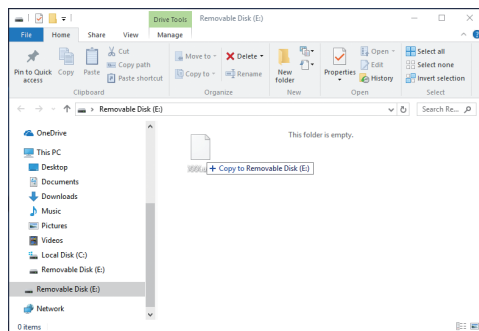 Drive Tools Removable Disk (E:)
File Home Share View Manage
Pin to Quick access
Copy
Paste
Cut
Copy path
Paste shortcut
Clipboard
Move to
Copy to
Delete
Rename
Organize
New folder
New
Properties
Open
Edit
History
Open
Select all
Select none
Invert selection
Select
Removable Disk (E:)
Search Re...
OneDrive
This PC
Desktop
Documents
Downloads
Music
Pictures
Videos
Local Disk (C:)
Removable Disk (E:)
Removable Disk (E:)
Network
This folder is empty.
+ Copy to Removable Disk (E:)
0 items